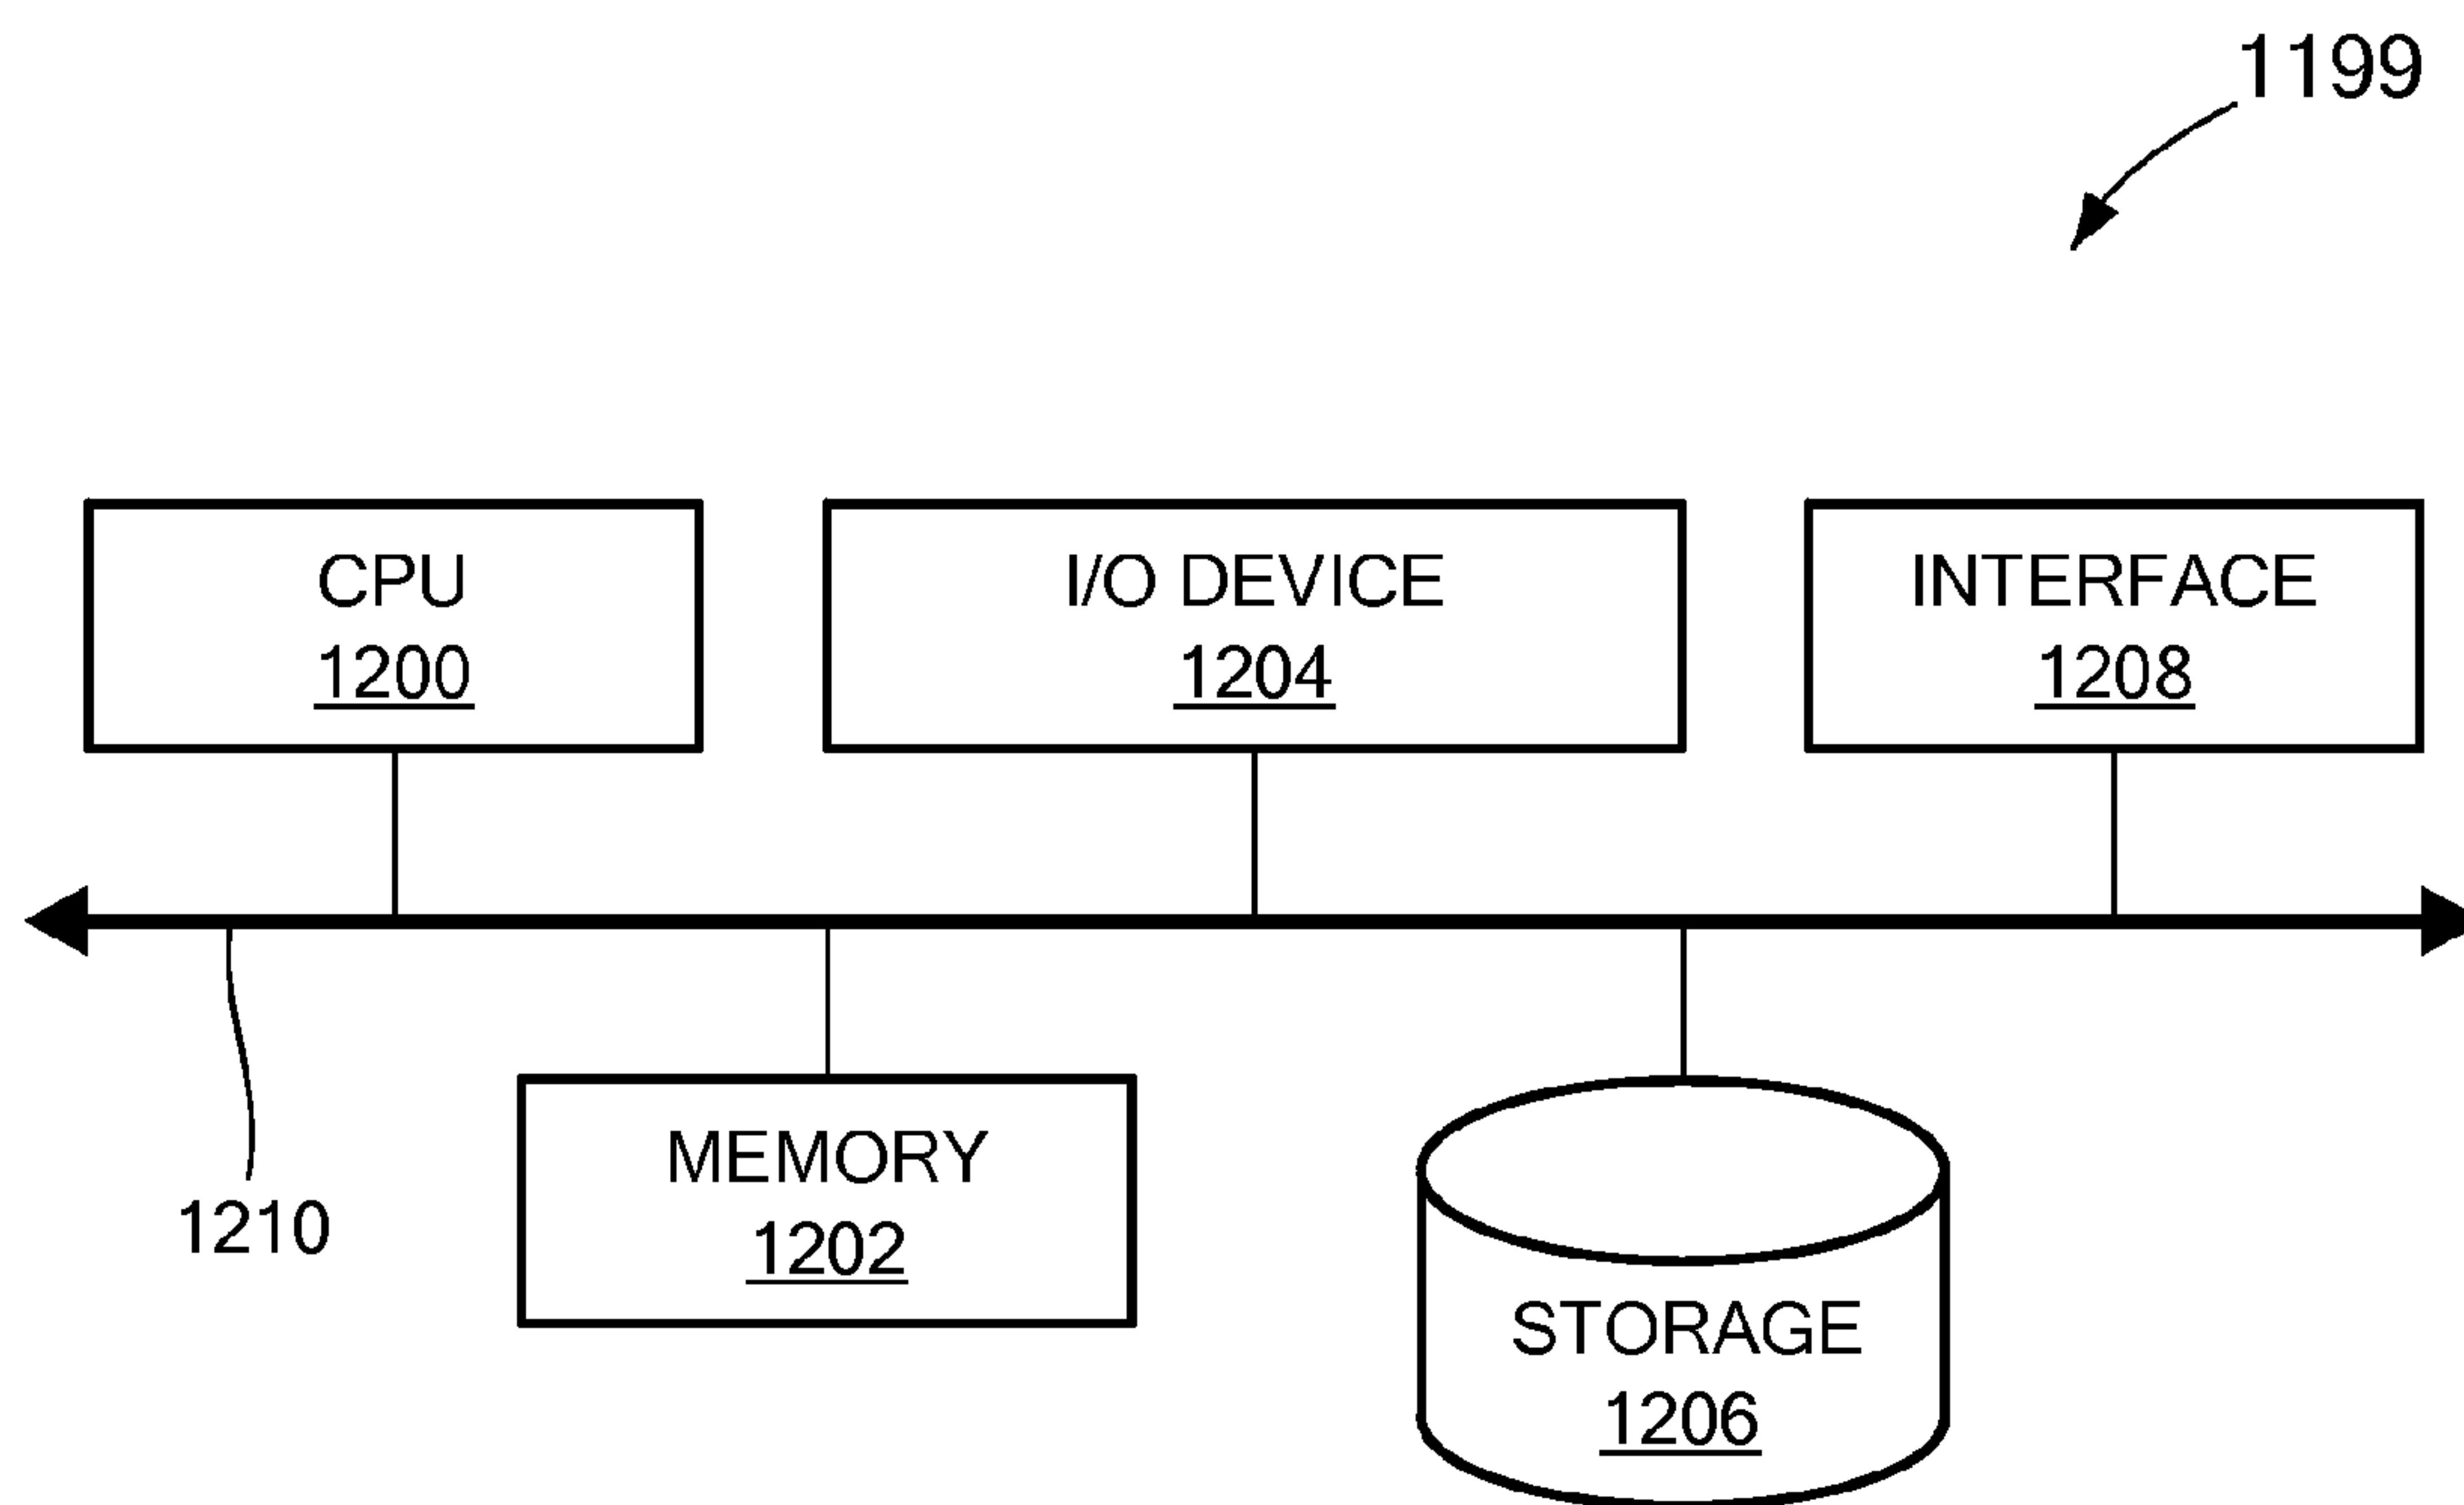 1199
CPU
1200
I/O DEVICE
1204
INTERFACE
1208
1210
MEMORY
1202
STORAGE
1206